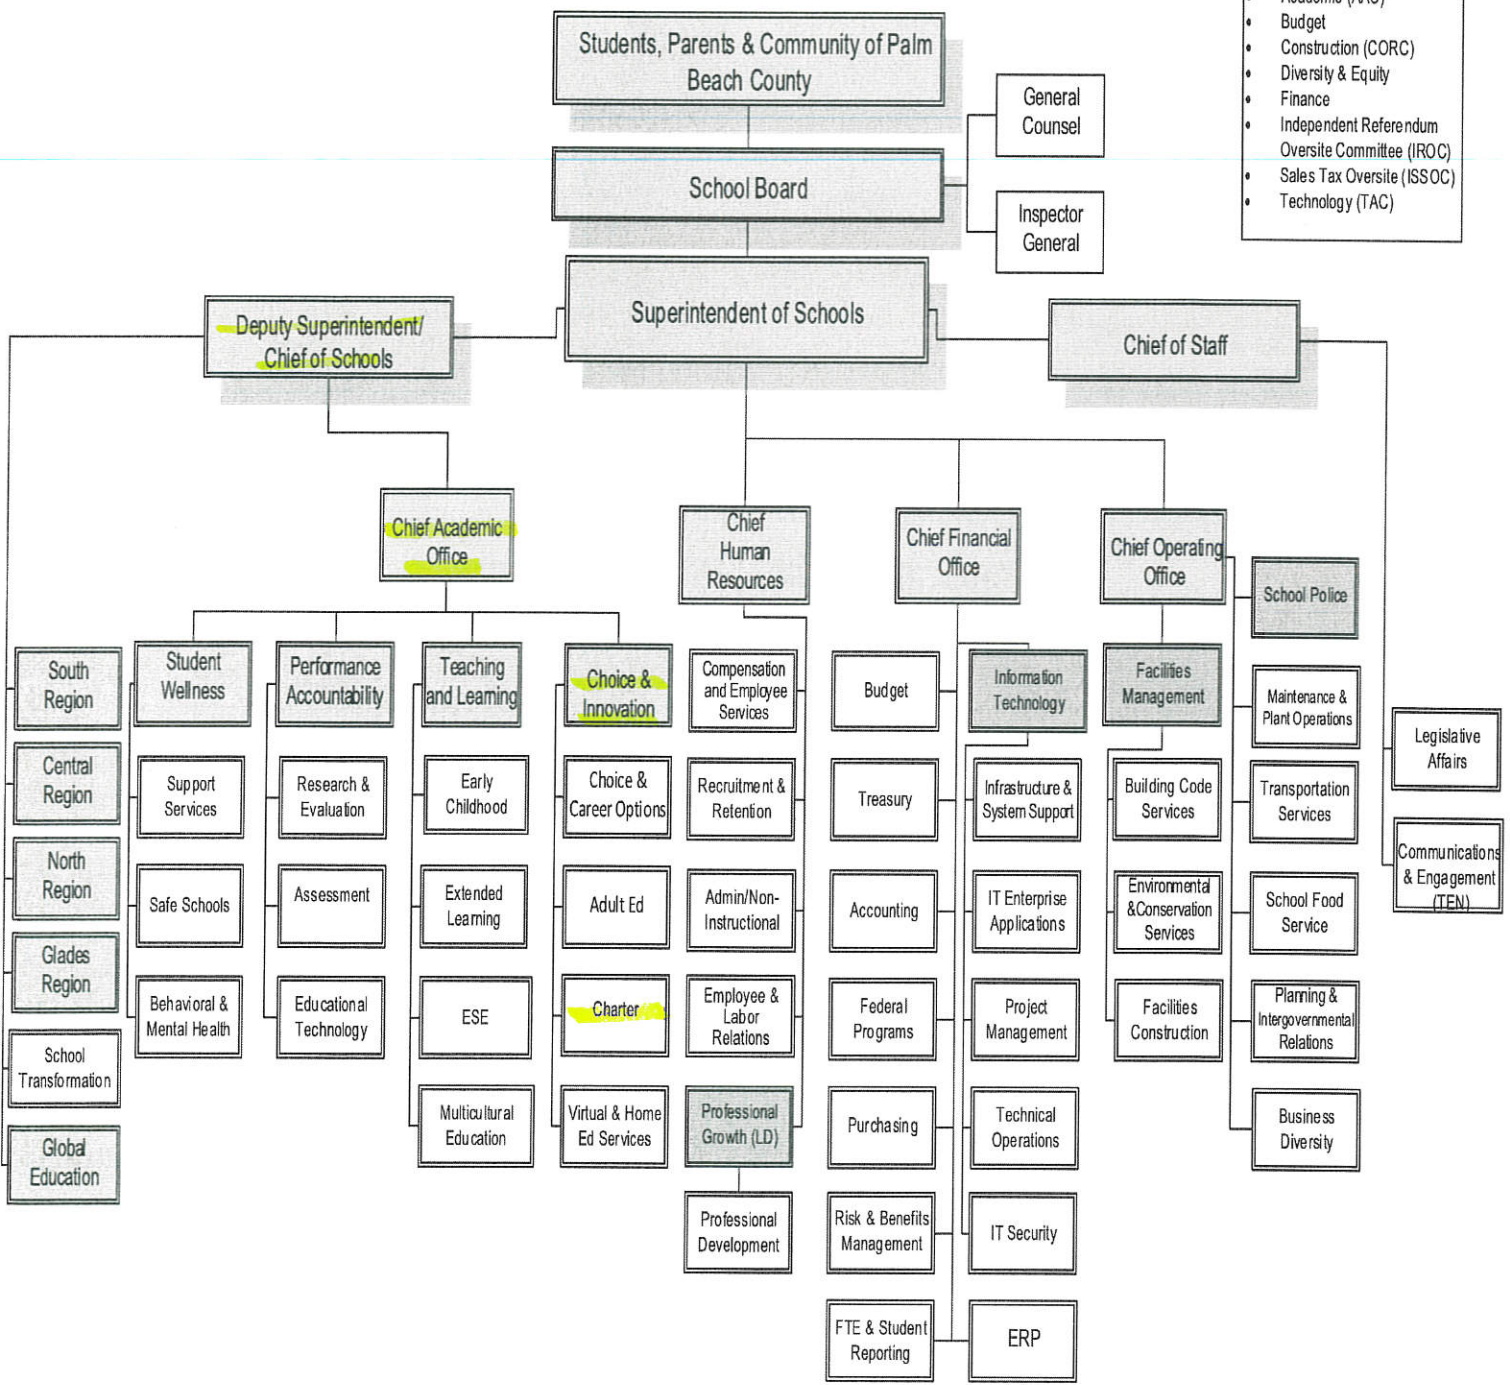 Academic (AAC)
• Budget
• Construction (CORC)
• Diversity & Equity
• Finance
• Independent Referendum
Oversite Committee (IROC)
• Sales Tax Oversite (ISSOC)
• Technology (TAC)
Students, Parents & Community of Palm
Beach County
General
Counsel
School Board
Inspector
General
Superintendent of Schools
Deputy Superintendent/
Chief of Schools
Chief of Staff
Chief Academic
Office
Chief
Human
Resources
Chief Financial
Office
Chief Operating
Office
School Police
South
Region
Central
Region
North
Region
Glades
Region
School
Transformation
Global
Education
Student
Wellness
Support
Services
Safe Schools
Behavioral &
Mental Health
Performance
Accountability
Research &
Evaluation
Assessment
Educational
Technology
Teaching
and Learning
Early
Childhood
Extended
Learning
ESE
Multicultural
Education
Choice &
Innovation
Choice &
Career Options
Adult Ed
Charter
Virtual & Home
Ed Services
Compensation
and Employee
Services
Recruitment &
Retention
Admin/Non-
Instructional
Employee &
Labor
Relations
Professional
Growth (LD)
Professional
Development
Budget
Treasury
Accounting
Federal
Programs
Purchasing
Risk & Benefits
Management
FTE & Student
Reporting
Information
Technology
Infrastructure &
System Support
IT Enterprise
Applications
Project
Management
Technical
Operations
IT Security
ERP
Facilities
Management
Building Code
Services
Environmental
&Conservation
Services
Facilities
Construction
Maintenance &
Plant Operations
Transportation
Services
School Food
Service
Planning &
Intergovernmental
Relations
Business
Diversity
Legislative
Affairs
Communications
& Engagement
(TEN)